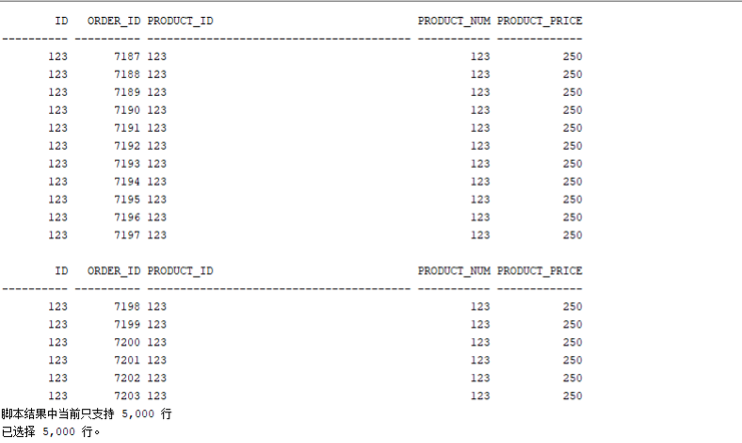 ID ORDER_ID PRODUCT_ID PRODUCT_NUM PRODUCT_PRICE
---------- ---------- ---------------------------------------- ----------- -------------
123 7187 123 123 250
123 7188 123 123 250
123 7189 123 123 250
123 7190 123 123 250
123 7191 123 123 250
123 7192 123 123 250
123 7193 123 123 250
123 7194 123 123 250
123 7195 123 123 250
123 7196 123 123 250
123 7197 123 123 250
ID ORDER_ID PRODUCT_ID PRODUCT_NUM PRODUCT_PRICE
---------- ---------- ---------------------------------------- ----------- -------------
123 7198 123 123 250
123 7199 123 123 250
123 7200 123 123 250
123 7201 123 123 250
123 7202 123 123 250
123 7203 123 123 250
脚本结果中当前只支持 5,000 行
已选择 5,000 行。